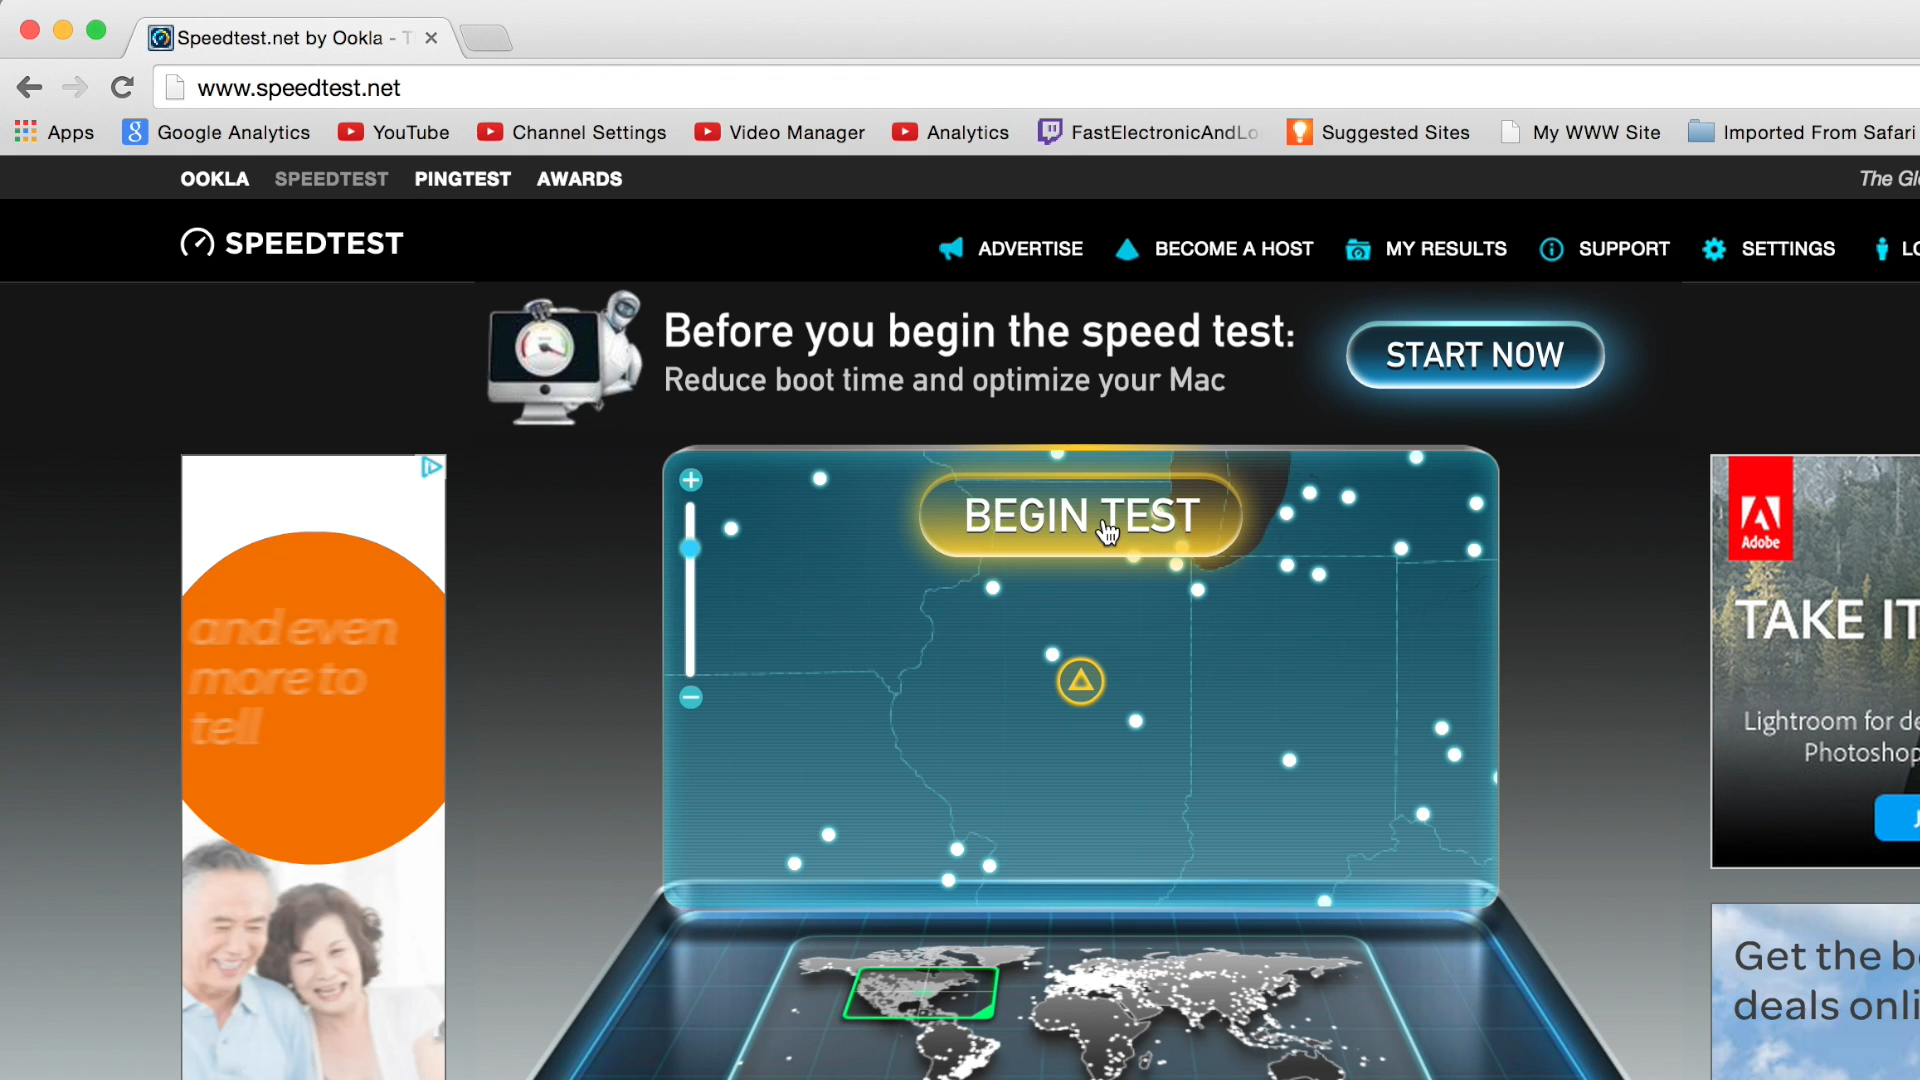 Speedtest.net by Ookla - T
www.speedtest.net
Apps Google Analytics YouTube Channel Settings Video Manager Analytics FastElectronicAndLo Suggested Sites My WWW Site Imported From Safari
OOKLA SPEEDTEST PINGTEST AWARDS
The Gl
SPEEDTEST
ADVERTISE BECOME A HOST MY RESULTS SUPPORT SETTINGS LO
Before you begin the speed test:
Reduce boot time and optimize your Mac
START NOW
BEGIN TEST
and even
more to
tell
Adobe
TAKE IT
Lightroom for de
Photoshop
Get the b
deals onli